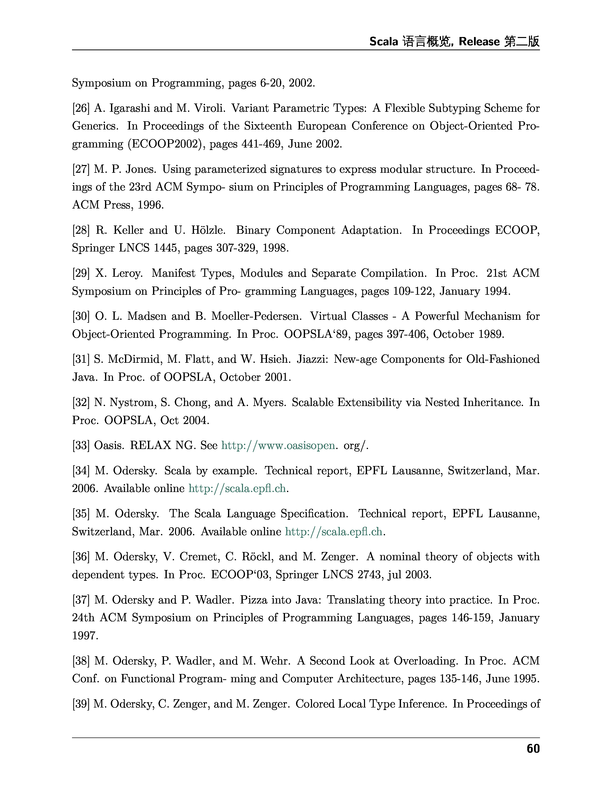 Scala 语言概览, Release 第二版
Symposium on Programming, pages 6-20, 2002.
[26] A. Igarashi and M. Viroli. Variant Parametric Types: A Flexible Subtyping Scheme for
Generics. In Proceedings of the Sixteenth European Conference on Object-Oriented Pro-
gramming (ECOOP2002), pages 441-469, June 2002.
[27] M. P. Jones. Using parameterized signatures to express modular structure. In Proceed-
ings of the 23rd ACM Sympo- sium on Principles of Programming Languages, pages 68- 78.
ACM Press, 1996.
[28] R. Keller and U. Hölzle. Binary Component Adaptation. In Proceedings ECOOP,
Springer LNCS 1445, pages 307-329, 1998.
[29] X. Leroy. Manifest Types, Modules and Separate Compilation. In Proc. 21st ACM
Symposium on Principles of Pro- gramming Languages, pages 109-122, January 1994.
[30] O. L. Madsen and B. Moeller-Pedersen. Virtual Classes - A Powerful Mechanism for
Object-Oriented Programming. In Proc. OOPSLA‘89, pages 397-406, October 1989.
[31] S. McDirmid, M. Flatt, and W. Hsieh. Jiazzi: New-age Components for Old-Fashioned
Java. In Proc. of OOPSLA, October 2001.
[32] N. Nystrom, S. Chong, and A. Myers. Scalable Extensibility via Nested Inheritance. In
Proc. OOPSLA, Oct 2004.
[33] Oasis. RELAX NG. See http://www.oasisopen. org/.
[34] M. Odersky. Scala by example. Technical report, EPFL Lausanne, Switzerland, Mar.
2006. Available online http://scala.epfl.ch.
[35] M. Odersky. The Scala Language Specification. Technical report, EPFL Lausanne,
Switzerland, Mar. 2006. Available online http://scala.epfl.ch.
[36] M. Odersky, V. Cremet, C. Röckl, and M. Zenger. A nominal theory of objects with
dependent types. In Proc. ECOOP‘03, Springer LNCS 2743, jul 2003.
[37] M. Odersky and P. Wadler. Pizza into Java: Translating theory into practice. In Proc.
24th ACM Symposium on Principles of Programming Languages, pages 146-159, January
1997.
[38] M. Odersky, P. Wadler, and M. Wehr. A Second Look at Overloading. In Proc. ACM
Conf. on Functional Program- ming and Computer Architecture, pages 135-146, June 1995.
[39] M. Odersky, C. Zenger, and M. Zenger. Colored Local Type Inference. In Proceedings of
60